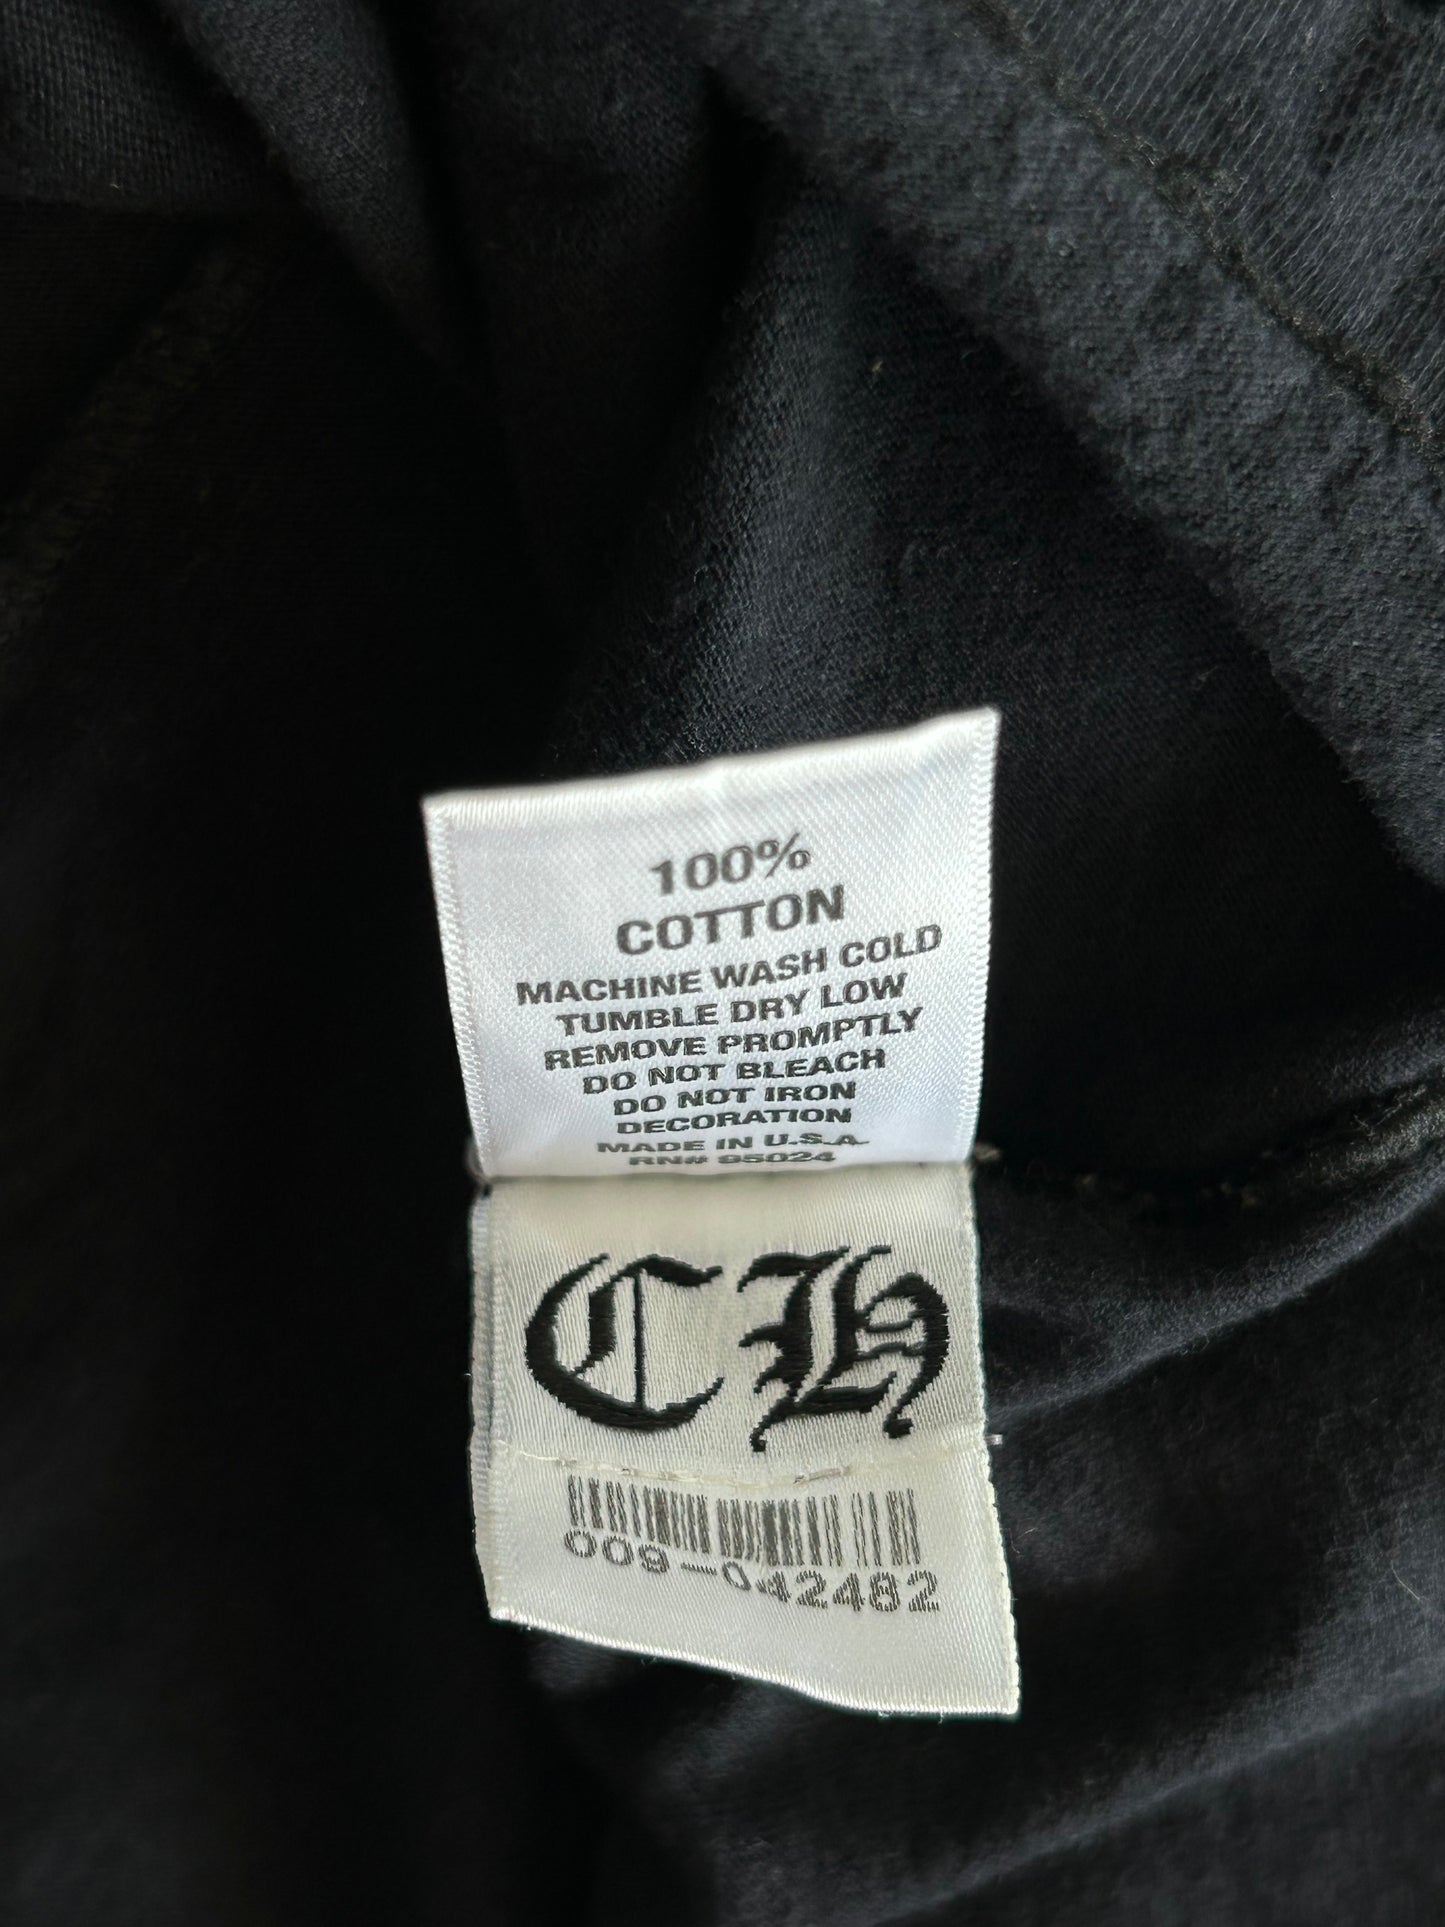 100%
COTTON
MACHINE WASH COLD
TUMBLE DRY LOW
REMOVE PROMPTLY
DO NOT BLEACH
DO NOT IRON
DECORATION
MADE IN U.S.A.
RN# 95024
CH
009-042482